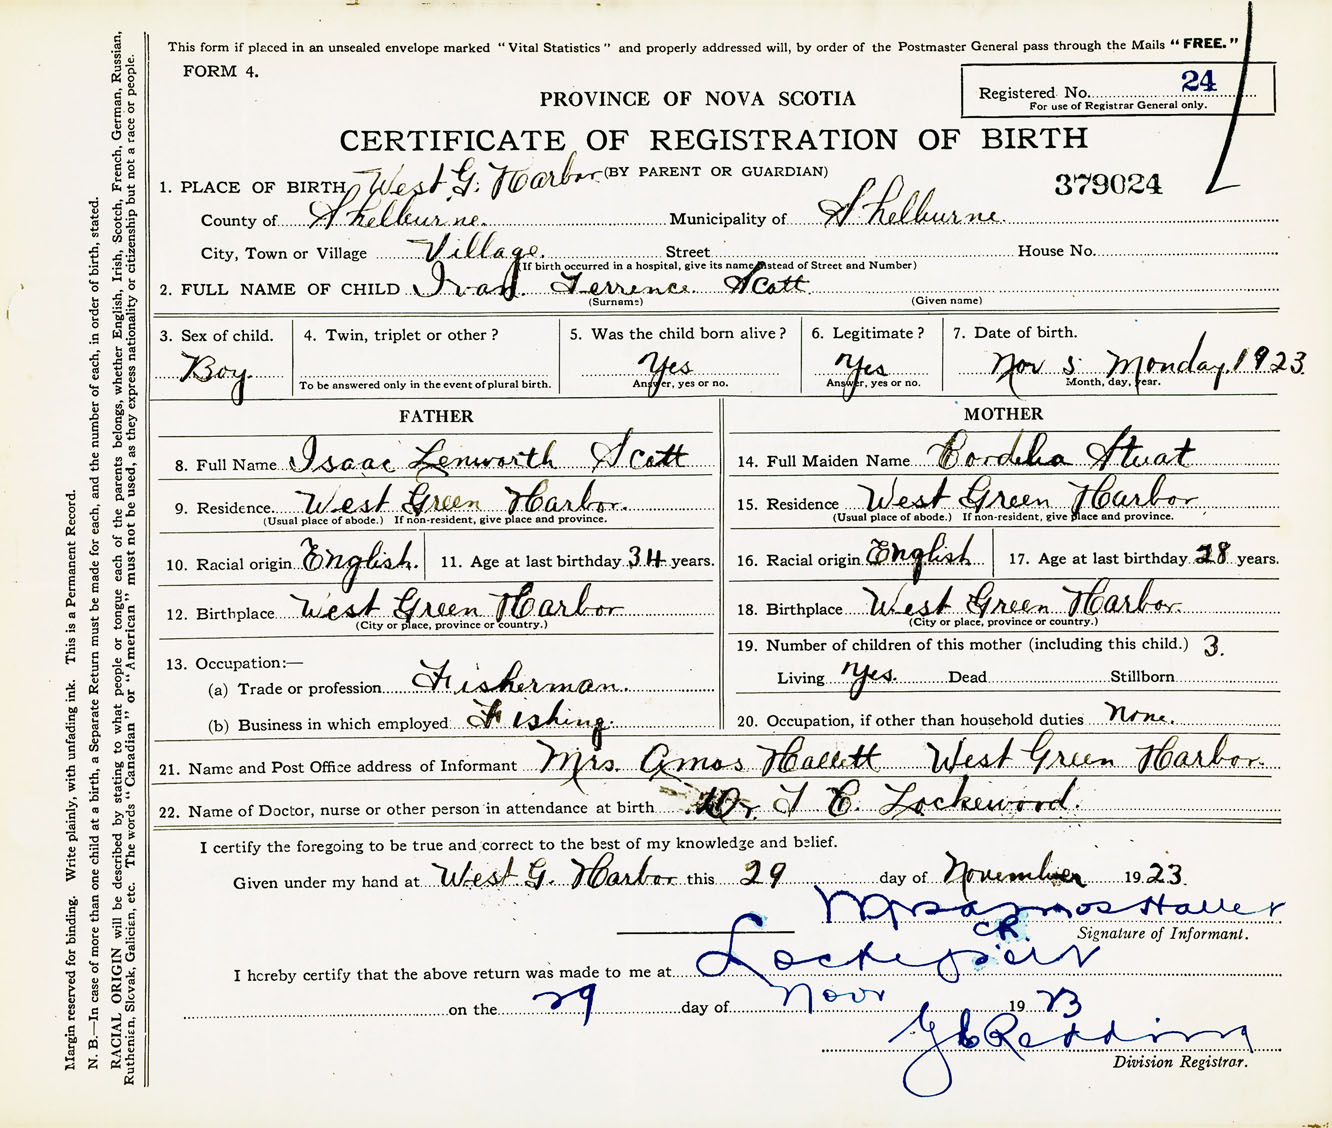 This form if placed in an unsealed envelope marked "Vital Statistics" and properly addressed will, by order of the Postmaster General pass through the Mails "FREE."
FORM 4.
Registered No. 24
For use of Registrar General only.
PROVINCE OF NOVA SCOTIA
CERTIFICATE OF REGISTRATION OF BIRTH
(BY PARENT OR GUARDIAN)
379024
1. PLACE OF BIRTH West G. Harbor
County of Shelburne Municipality of Shelburne
City, Town or Village Village. Street House No.
(If birth occurred in a hospital, give its name instead of Street and Number)
2. FULL NAME OF CHILD Ivan Terrence Scott
(Surname) (Given name)
3. Sex of child. 4. Twin, triplet or other? 5. Was the child born alive? 6. Legitimate? 7. Date of birth.
Boy. Yes Yes Nov 5 Monday, 1923
To be answered only in the event of plural birth. Answer, yes or no. Answer, yes or no. Month, day, year.
FATHER
8. Full Name Isaac Lenworth Scott
9. Residence. West Green Harbor.
(Usual place of abode.) If non-resident, give place and province.
10. Racial origin English. 11. Age at last birthday 34 years.
12. Birthplace West Green Harbor
(City or place, province or country.)
13. Occupation:—
(a) Trade or profession Fisherman.
(b) Business in which employed Fishing.
MOTHER
14. Full Maiden Name Cordelia Stuat
15. Residence West Green Harbor
(Usual place of abode.) If non-resident, give place and province.
16. Racial origin English 17. Age at last birthday 28 years.
18. Birthplace West Green Harbor.
(City or place, province or country.)
19. Number of children of this mother (including this child.) 3.
Living Yes. Dead Stillborn
20. Occupation, if other than household duties None.
21. Name and Post Office address of Informant Mrs. Amos Hallett West Green Harbor.
22. Name of Doctor, nurse or other person in attendance at birth Dr. Lockewood.
I certify the foregoing to be true and correct to the best of my knowledge and belief.
Given under my hand at West G. Harbor this 29 day of November 1923.
Mrs Amos
Signature of Informant.
I hereby certify that the above return was made to me at Lockeport
on the 29 day of Novr 1923
Redding
Division Registrar.
Margin reserved for binding. Write plainly, with unfading ink. This is a Permanent Record.
N. B.—In case of more than one child at a birth, a Separate Return must be made for each, and the number of each, in order of birth, stated.
RACIAL ORIGIN will be described by stating to what people or tongue each of the parents belongs, whether English, Irish, Scotch, French, German, Russian,
Ruthenian, Slovak, Galicien, etc. The words "Canadian" or "American" must not be used, as they express nationality or citizenship but not a race or people.